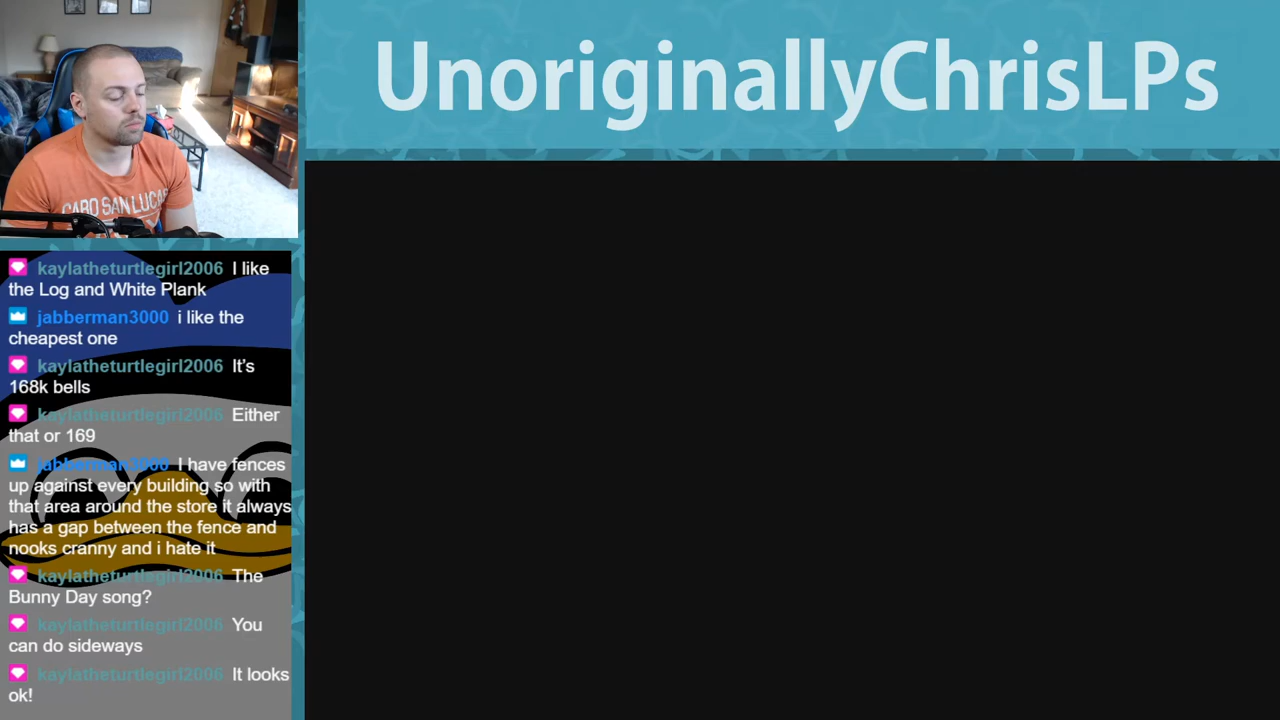 UnoriginallyChrisLPs
CABO SAN LUCAS
kaylatheturtlegirl2006 I like
the Log and White Plank
jabberman3000 i like the
cheapest one
kaylatheturtlegirl2006 It's
168k bells
kaylatheturtlegirl2006 Either
that or 169
jabberman3000 I have fences
up against every building so with
that area around the store it always
has a gap between the fence and
nooks cranny and i hate it
kaylatheturtlegirl2006 The
Bunny Day song?
kaylatheturtlegirl2006 You
can do sideways
kaylatheturtlegirl2006 It looks
ok!